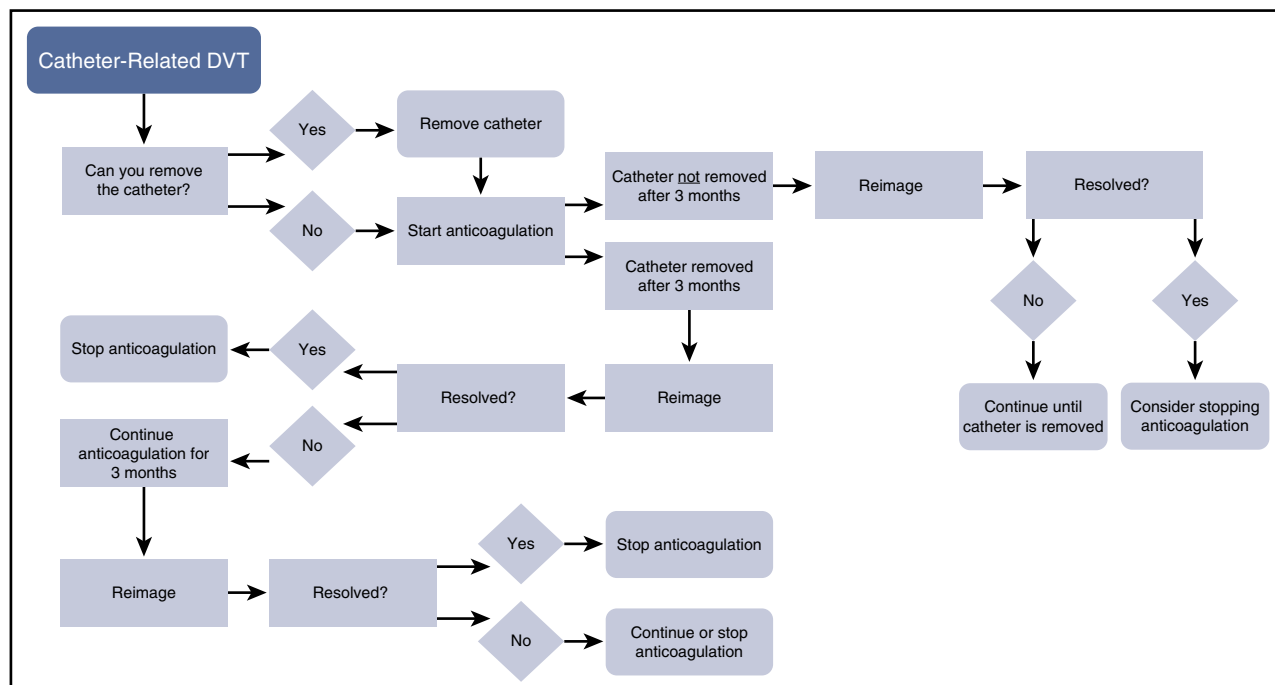 Catheter-Related DVT
Can you remove
the catheter?
Yes
Remove catheter
No
Start anticoagulation
Catheter not removed
after 3 months
Reimage
Resolved?
No
Yes
Continue until
catheter is removed
Consider stopping
anticoagulation
Catheter removed
after 3 months
Reimage
Resolved?
Yes
Stop anticoagulation
No
Continue
anticoagulation for
3 months
Reimage
Resolved?
Yes
Stop anticoagulation
No
Continue or stop
anticoagulation